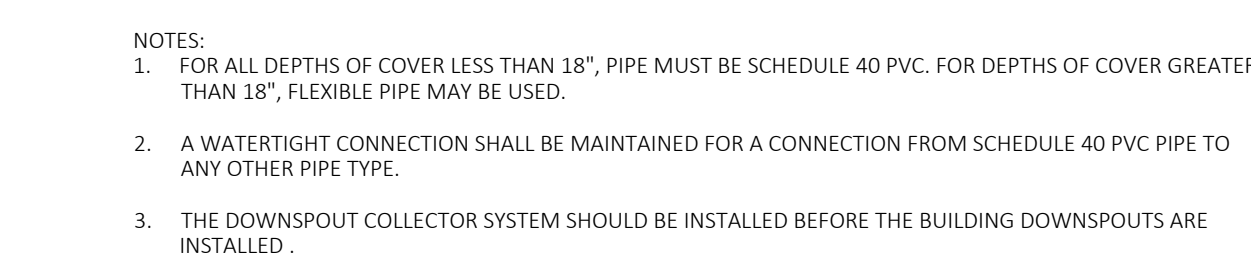 NOTES:
1. FOR ALL DEPTHS OF COVER LESS THAN 18", PIPE MUST BE SCHEDULE 40 PVC. FOR DEPTHS OF COVER GREATER
THAN 18", FLEXIBLE PIPE MAY BE USED.
2. A WATERTIGHT CONNECTION SHALL BE MAINTAINED FOR A CONNECTION FROM SCHEDULE 40 PVC PIPE TO
ANY OTHER PIPE TYPE.
3. THE DOWNSPOUT COLLECTOR SYSTEM SHOULD BE INSTALLED BEFORE THE BUILDING DOWNSPOUTS ARE
INSTALLED .